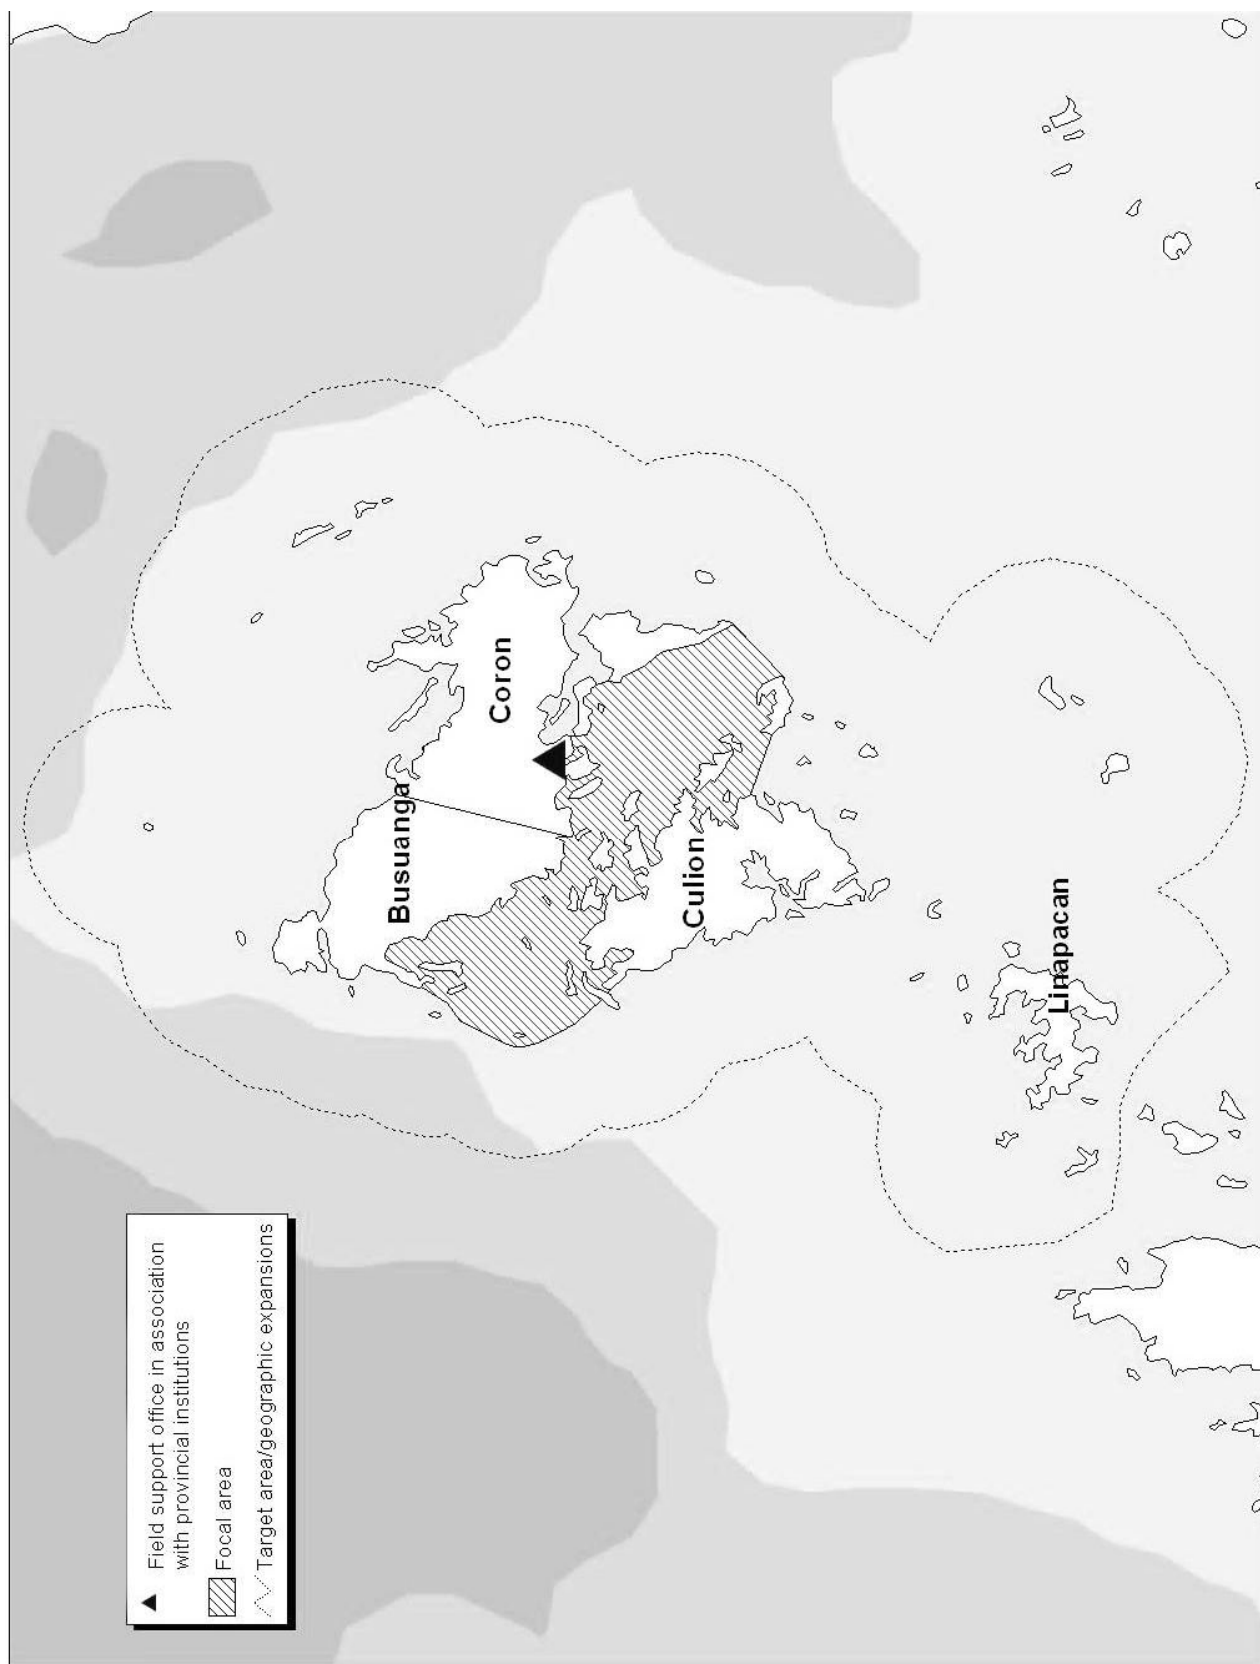 Field support office in association
with provincial institutions
Focal area
Target area/geographic expansions
Busuanga
Coron
Culion
Linapacan